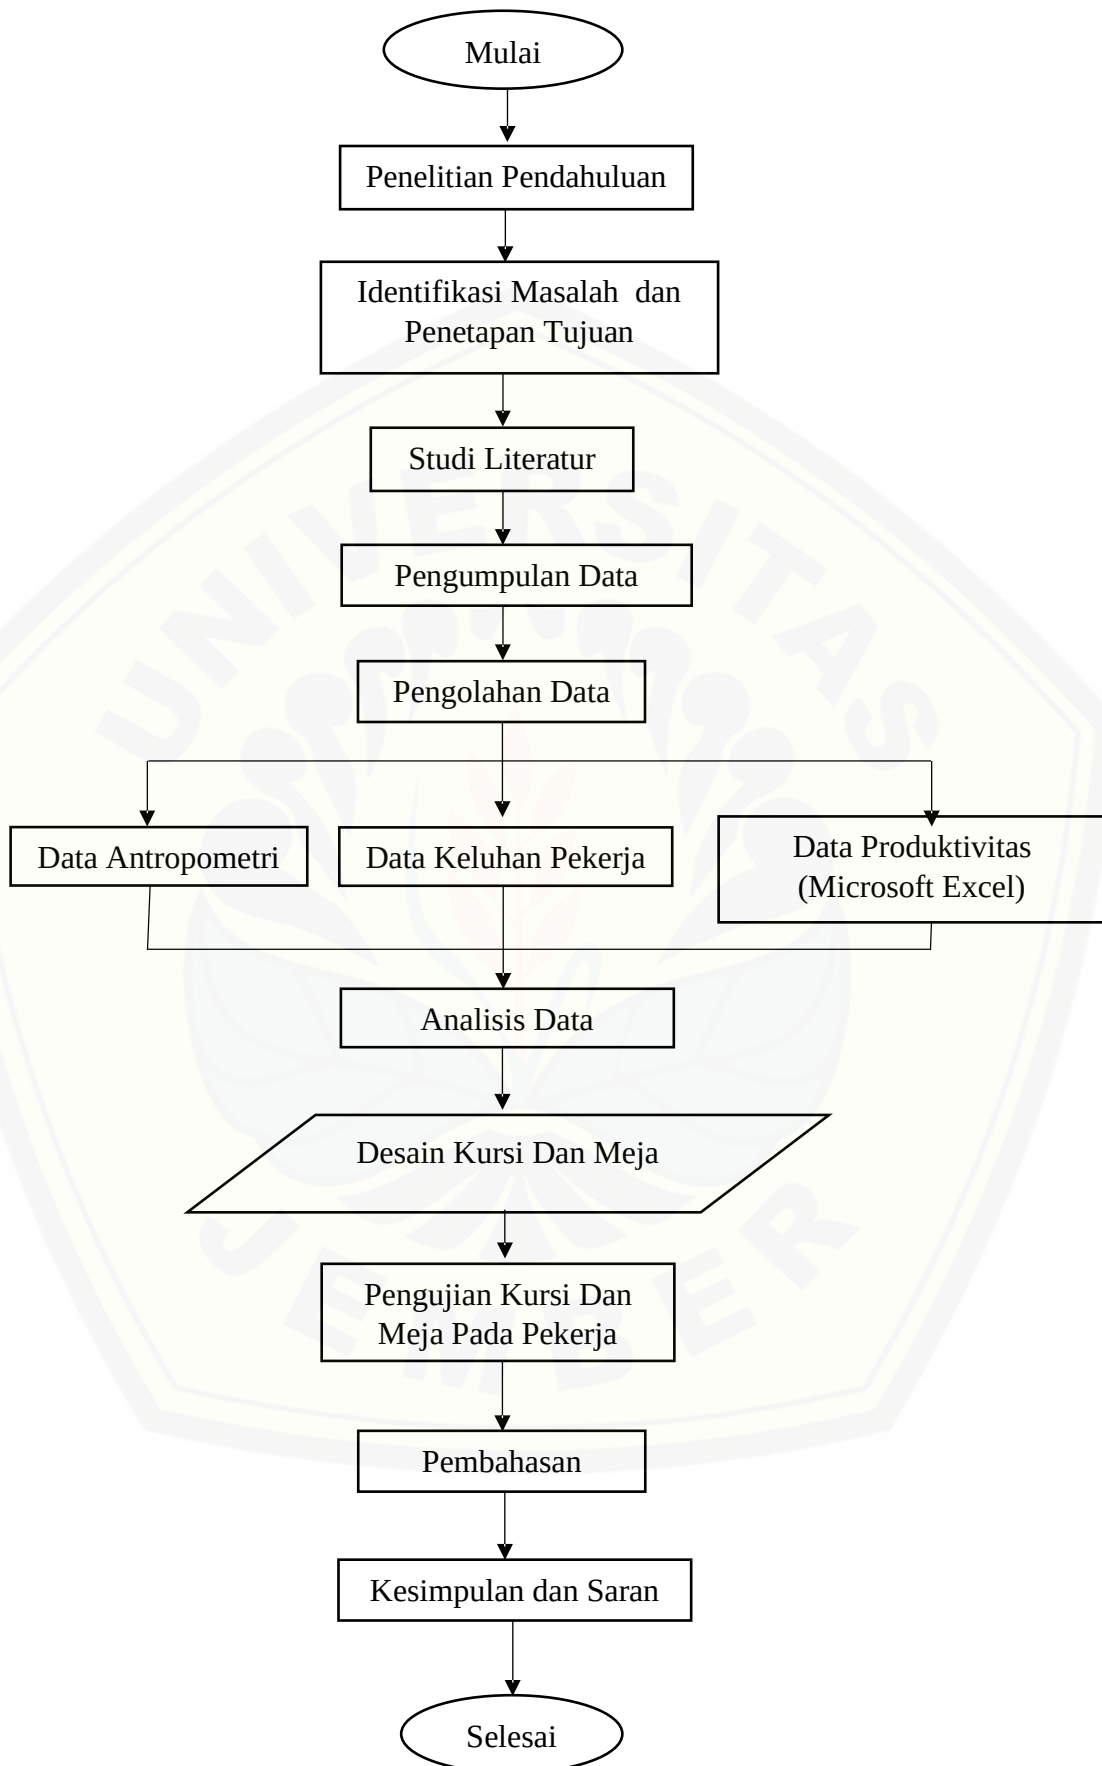 Mulai
Penelitian Pendahuluan
Identifikasi Masalah dan
Penetapan Tujuan
Studi Literatur
Pengumpulan Data
Pengolahan Data
Data Antropometri
Data Keluhan Pekerja
Data Produktivitas
(Microsoft Excel)
Analisis Data
Desain Kursi Dan Meja
Pengujian Kursi Dan
Meja Pada Pekerja
Pembahasan
Kesimpulan dan Saran
Selesai
UNIVERSITAS
JEMBER